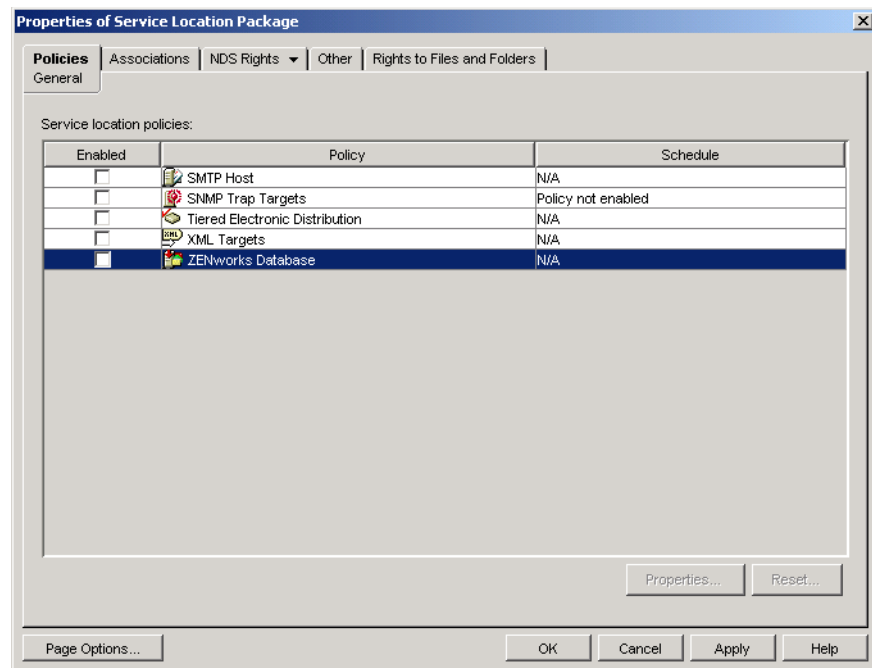 Properties of Service Location Package
Policies Associations NDS Rights Other Rights to Files and Folders
General
Service location policies:
Enabled Policy Schedule
SMTP Host N/A
SNMP Trap Targets Policy not enabled
Tiered Electronic Distribution N/A
XML XML Targets N/A
ZENworks Database N/A
Properties... Reset...
Page Options... OK Cancel Apply Help